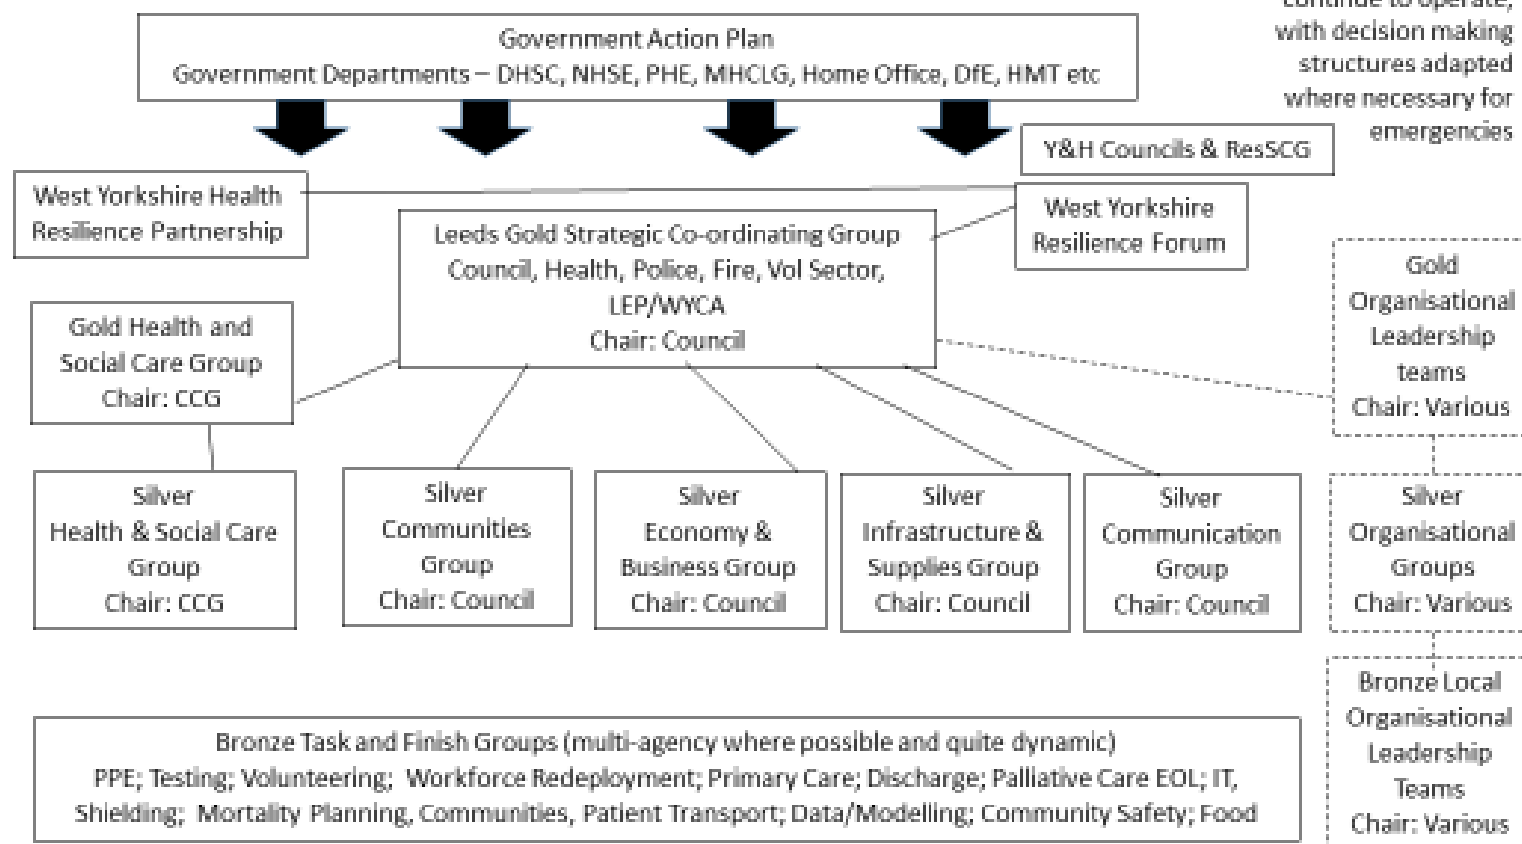 continue to operate,
with decision making
structures adapted
where necessary for
emergencies
Government Action Plan
Government Departments – DHSC, NHSE, PHE, MHCLG, Home Office, DfE, HMT etc
Y&H Councils & ResSCG
West Yorkshire Health
Resilience Partnership
West Yorkshire
Resilience Forum
Leeds Gold Strategic Co-ordinating Group
Council, Health, Police, Fire, Vol Sector,
LEP/WYCA
Chair: Council
Gold Health and
Social Care Group
Chair: CCG
Gold
Organisational
Leadership
teams
Chair: Various
Silver
Health & Social Care
Group
Chair: CCG
Silver
Communities
Group
Chair: Council
Silver
Economy &
Business Group
Chair: Council
Silver
Infrastructure &
Supplies Group
Chair: Council
Silver
Communication
Group
Chair: Council
Silver
Organisational
Groups
Chair: Various
Bronze Local
Organisational
Leadership
Teams
Chair: Various
Bronze Task and Finish Groups (multi-agency where possible and quite dynamic)
PPE; Testing; Volunteering;  Workforce Redeployment; Primary Care; Discharge; Palliative Care EOL; IT,
Shielding;  Mortality Planning, Communities, Patient Transport; Data/Modelling; Community Safety; Food